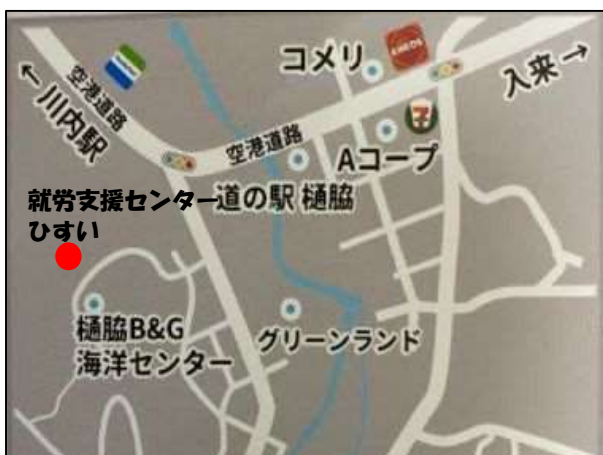 コメリ
ENEOS
入来→
空港道路
←川内駅
空港道路
Aコープ
道の駅 樋脇
就労支援センター
ひすい
樋脇B&G
海洋センター
グリーンランド